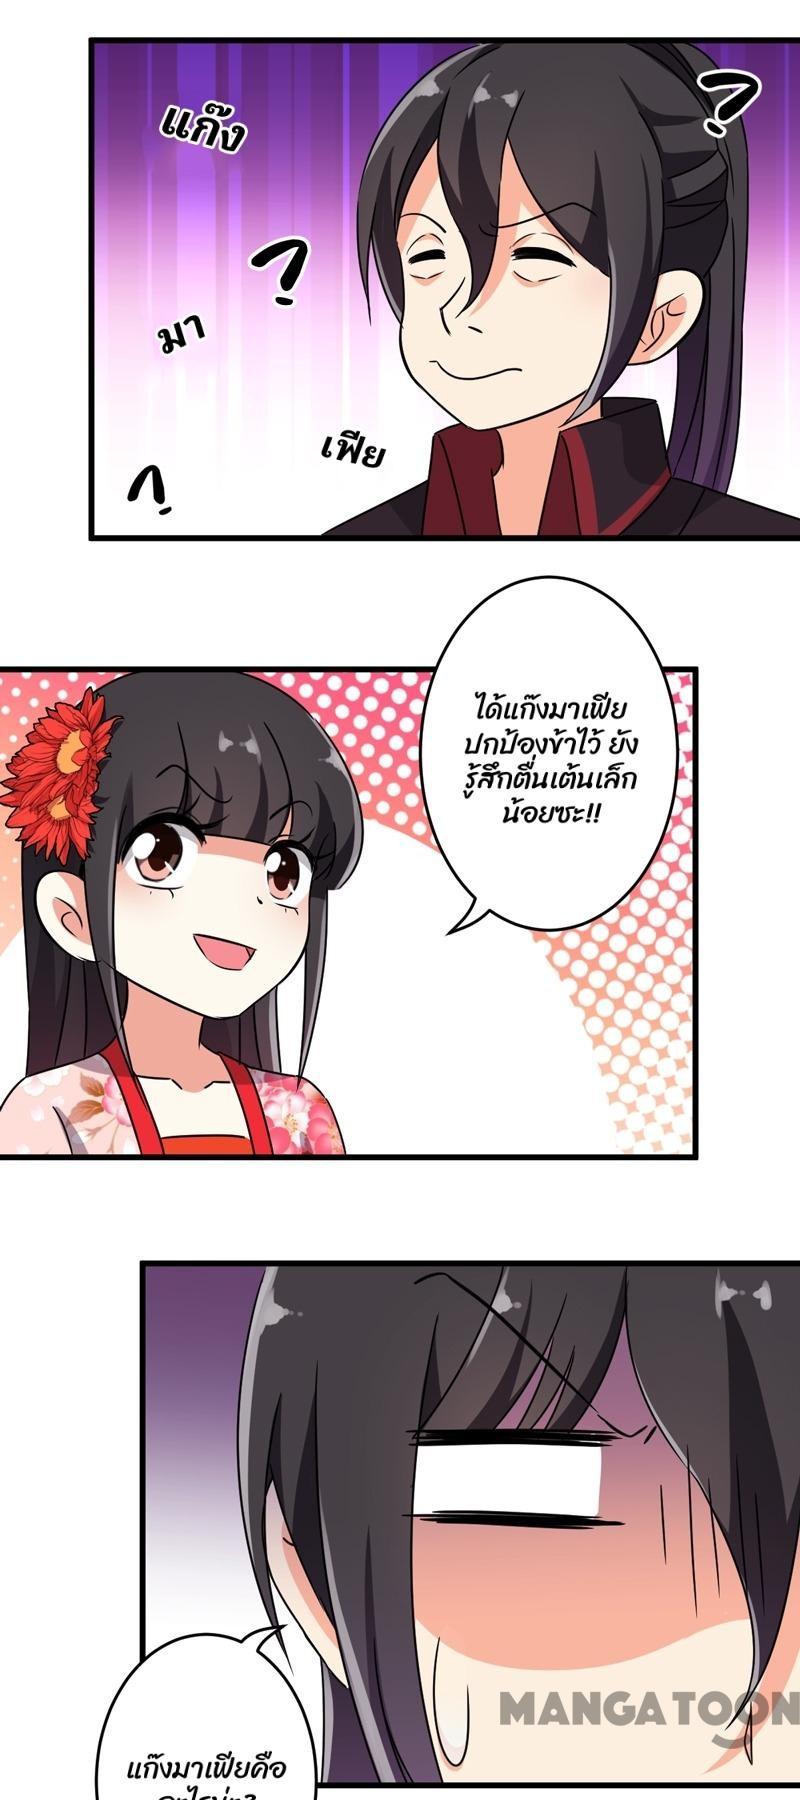 แก๊ง
?
?
มา
เฟีย
?
ได้แก๊งมาเฟีย
ปกป้องข้าไว้ ยัง
รู้สึกตื่นเต้นเล็ก
น้อยซะ!!
MANGATOON
แก๊งมาเฟียคือ